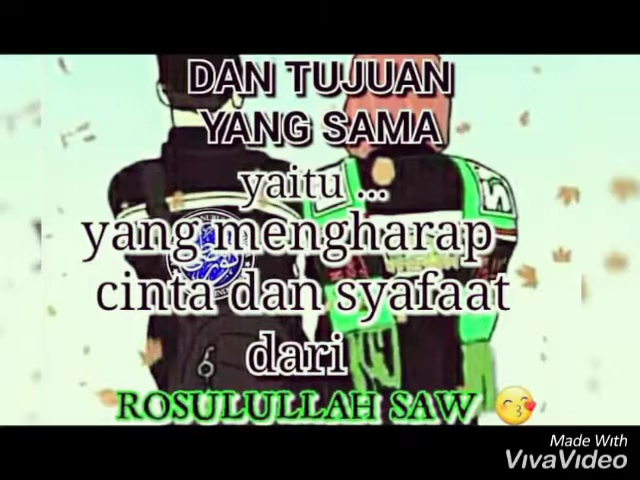 DAN TUJUAN
YANG SAMA
yaitu ...
yang mengharap
cinta dan syafaat
dari
ROSULULLAH SAW
Made With
VivaVideo